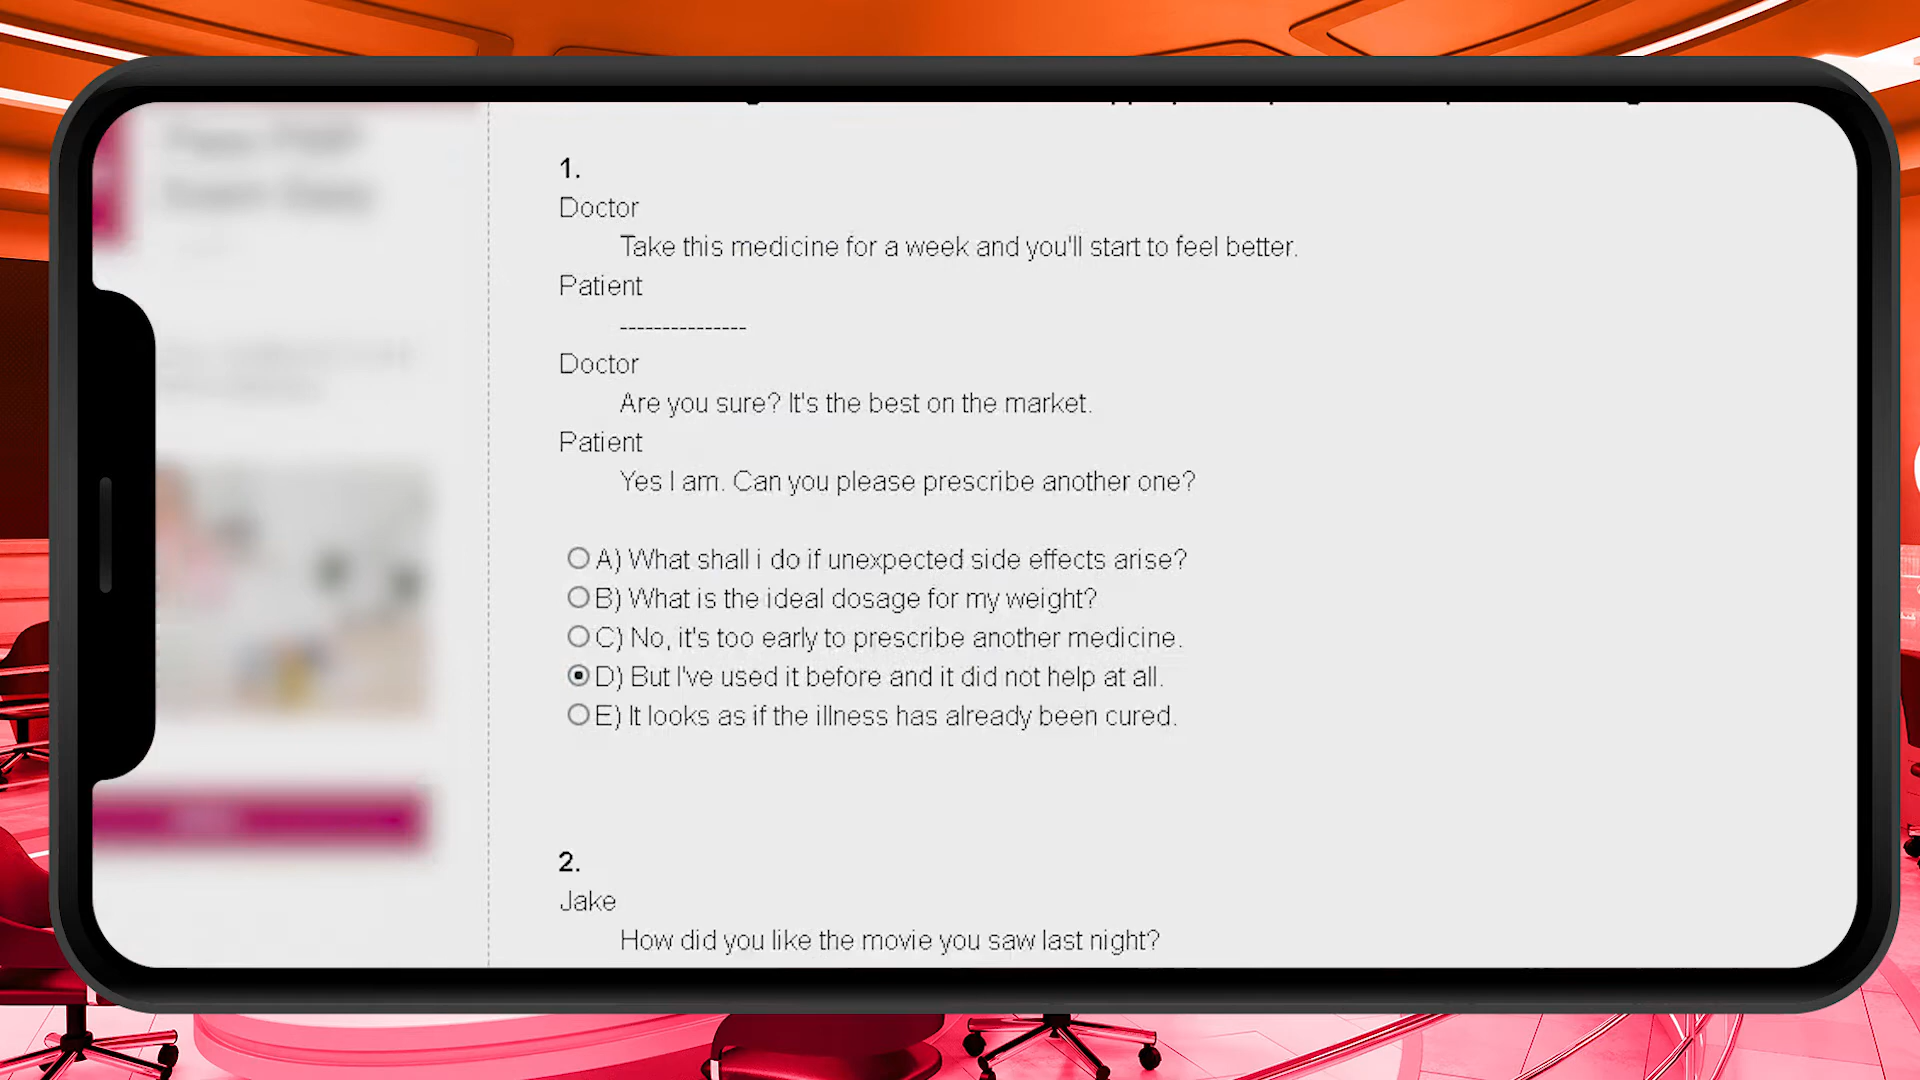 1.
Doctor
Take this medicine for a week and you'll start to feel better.
Patient
---------------
Doctor
Are you sure? It's the best on the market.
Patient
Yes I am. Can you please prescribe another one?
A) What shall i do if unexpected side effects arise?
B) What is the ideal dosage for my weight?
C) No, it's too early to prescribe another medicine.
D) But I've used it before and it did not help at all.
E) It looks as if the illness has already been cured.
2.
Jake
How did you like the movie you saw last night?